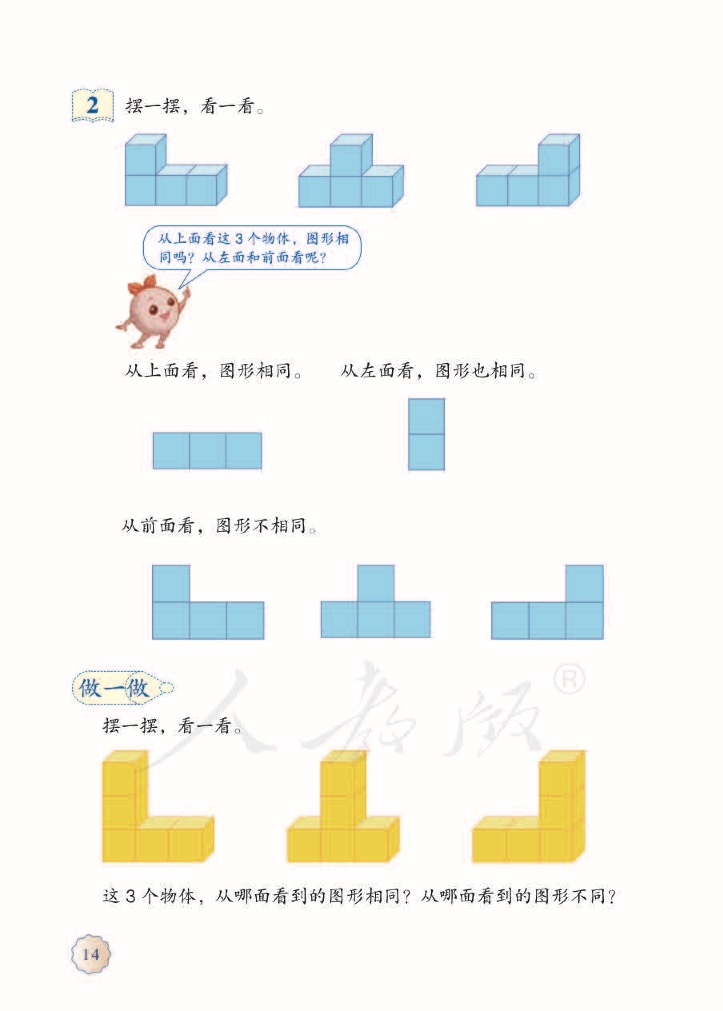 2 摆一摆，看一看。
从上面看这3个物体，图形相
同吗？从左面和前面看呢？
从上面看，图形相同。 从左面看，图形也相同。
从前面看，图形不相同。
人教版®
做一做
摆一摆，看一看。
这3个物体，从哪面看到的图形相同？从哪面看到的图形不同？
14